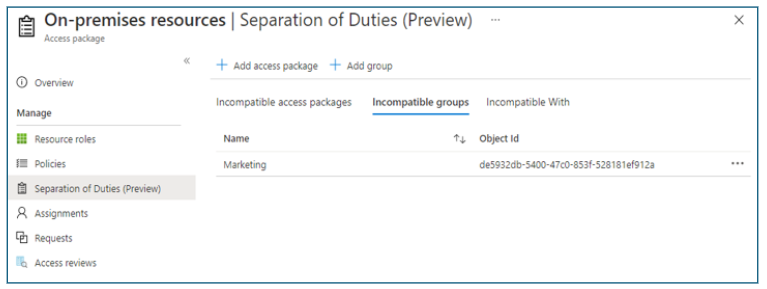 On-premises resources | Separation of Duties (Preview) ...
Access package
Overview
Manage
Resource roles
Policies
Separation of Duties (Preview)
Assignments
Requests
Access reviews
Add access package Add group
Incompatible access packages Incompatible groups Incompatible With
Name Object Id
Marketing de5932db-5400-47c0-853f-528181ef912a